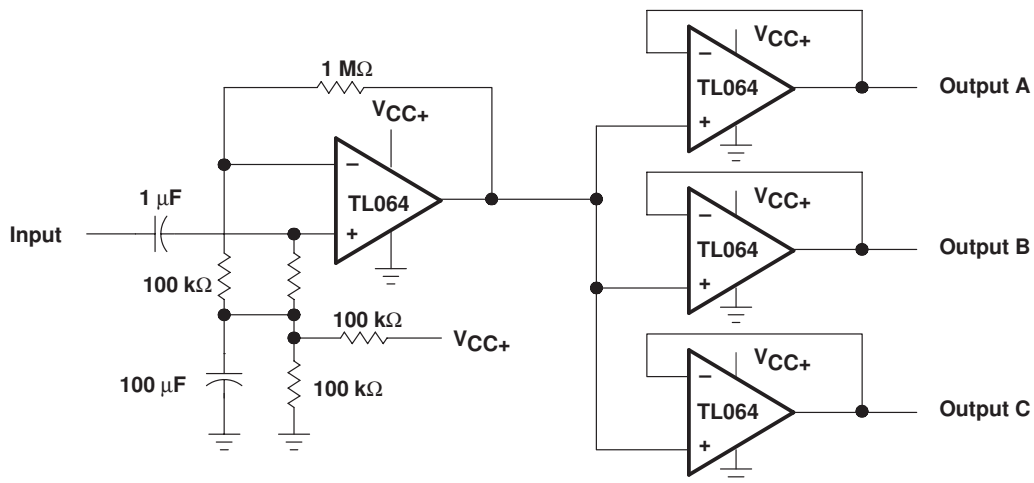 VCC+
TL064
Output A
1 MΩ
VCC+
TL064
1 μF
Input
100 kΩ
100 kΩ
VCC+
100 μF
100 kΩ
VCC+
TL064
Output B
VCC+
TL064
Output C
− +
− +
− +
− +